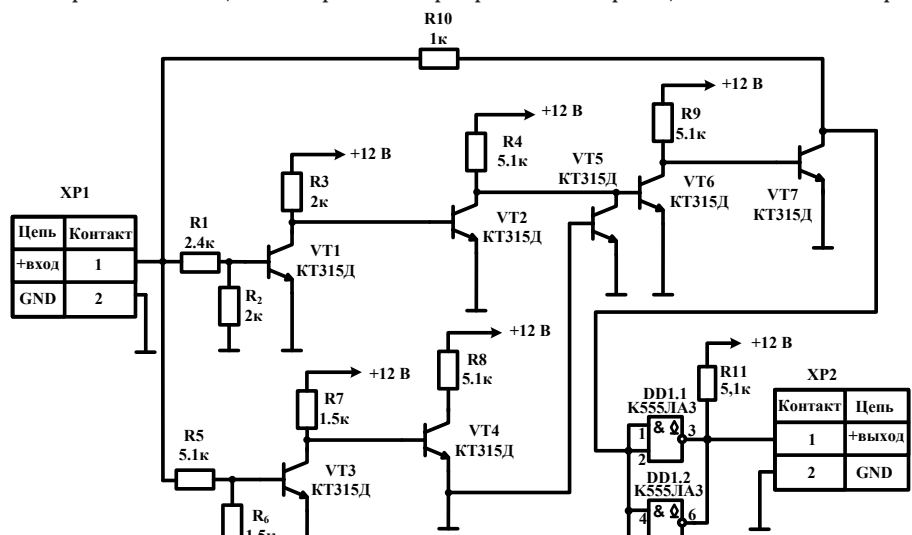 R10
1к
+12 В
R9
5.1к
+12 В
R4
5.1к
+12 В
R3
2к
VT5
КТ315Д
VT6
КТ315Д
VT7
КТ315Д
XP1
Цепь Контакт
+вход 1
GND 2
R1
2.4к
VT1
КТ315Д
VT2
КТ315Д
R2
2к
+12 В
R8
5.1к
+12 В
R7
1.5к
+12 В
R11
5,1к
R5
5.1к
VT3
КТ315Д
VT4
КТ315Д
R6
1.5к
DD1.1
К555ЛА3
&
1
2
3
DD1.2
К555ЛА3
&
4
6
XP2
Контакт Цепь
1 +выход
2 GND